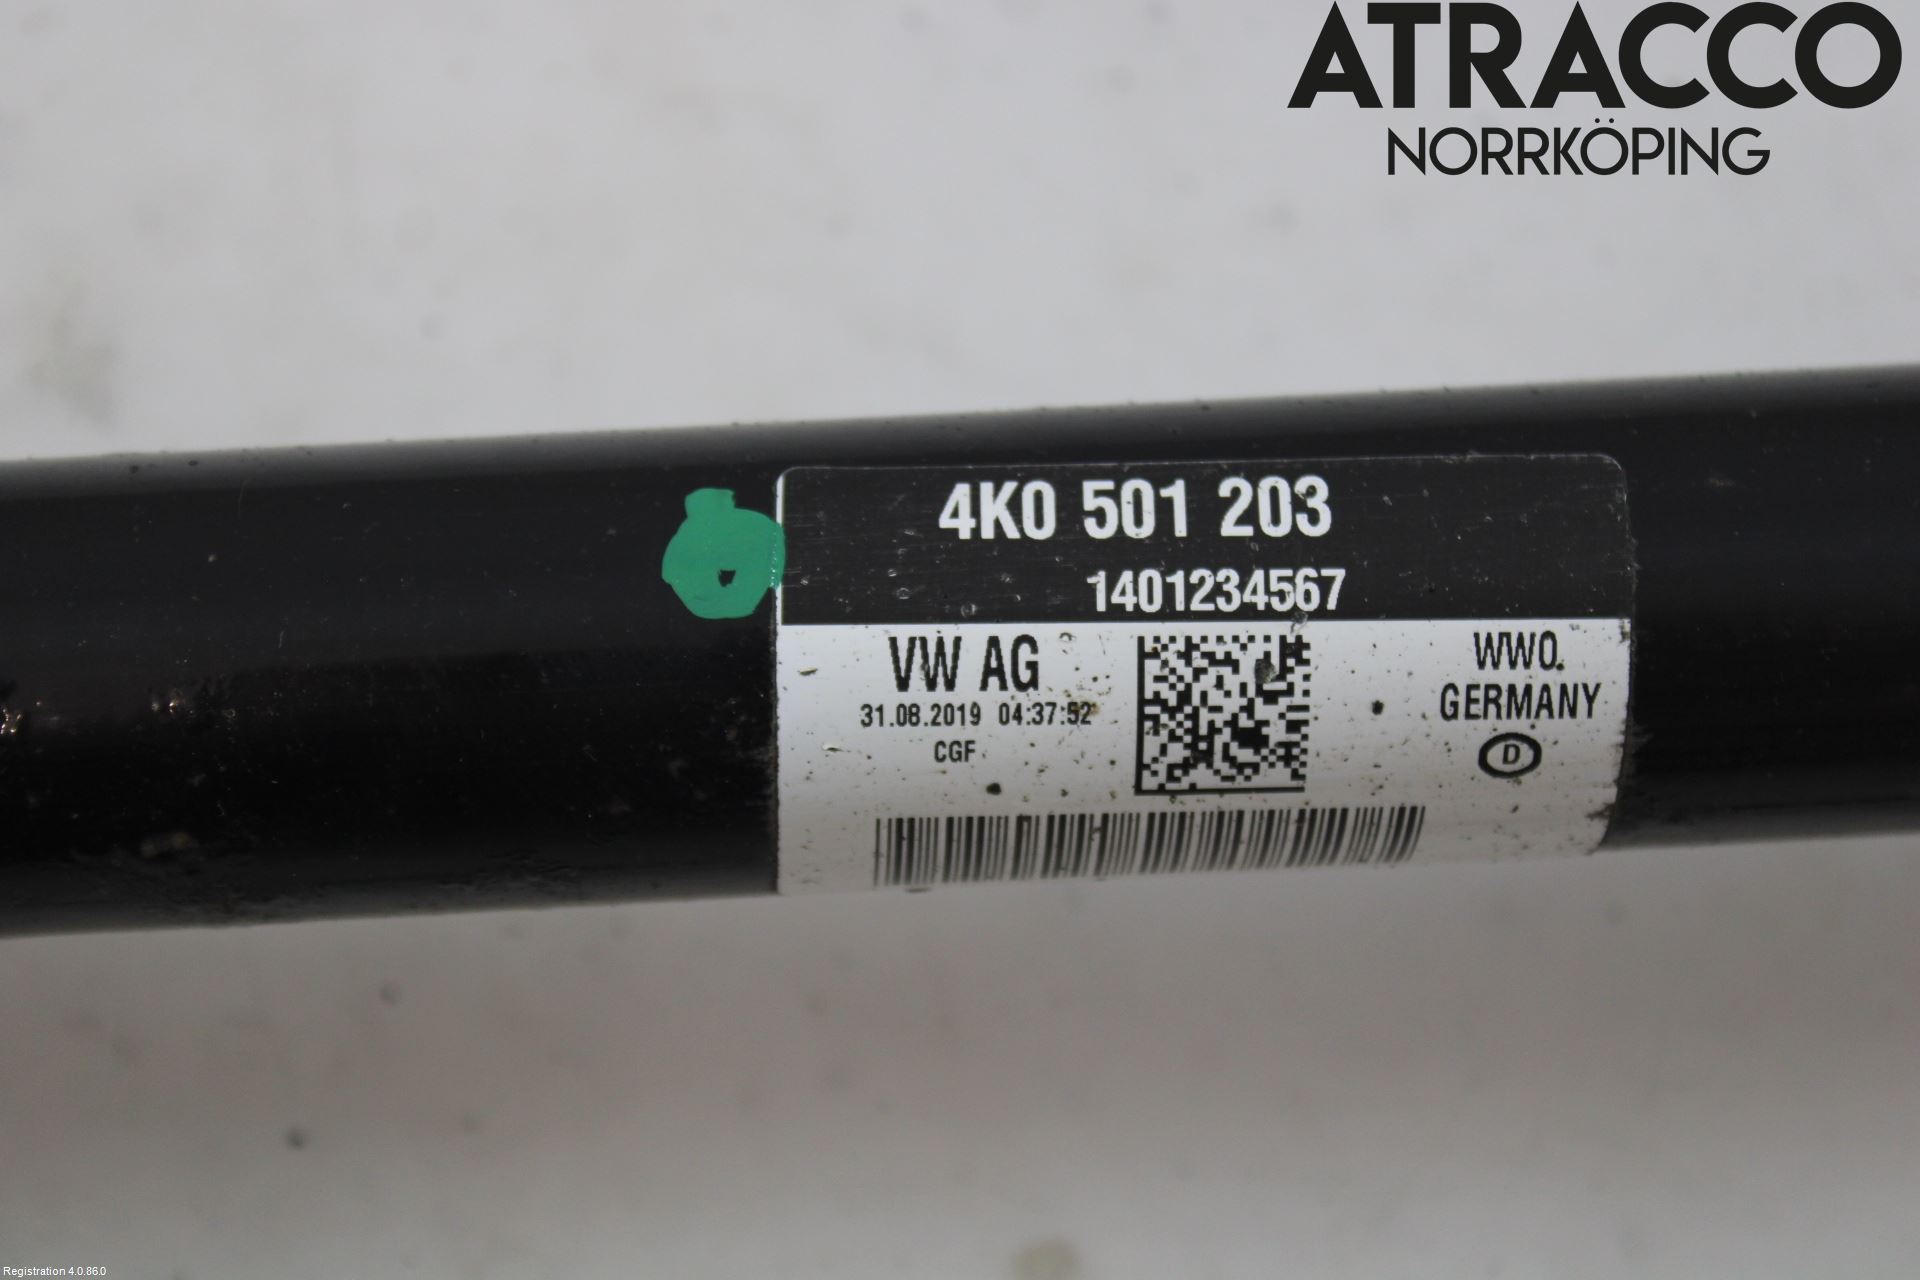 ATRACCO
NORRKÖPING
4K0 501 203
1401234567
VW AG
31.08.2019 04:37:52
CGF
WWO.
GERMANY
D
Registration 4.0.86.0